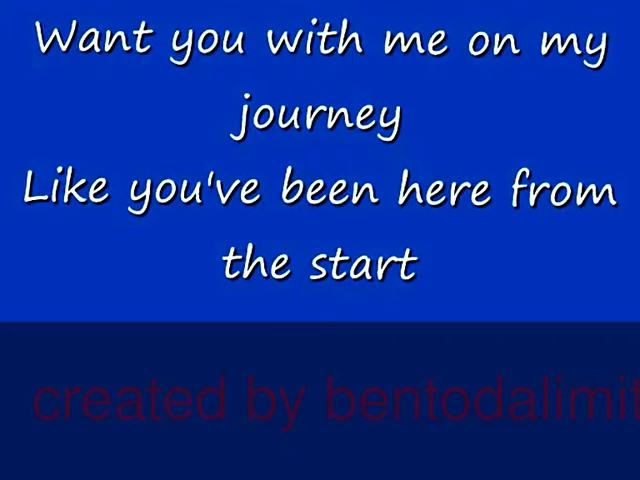 Want you with me on my
journey
Like you've been here from
the start
created by bentodalimit